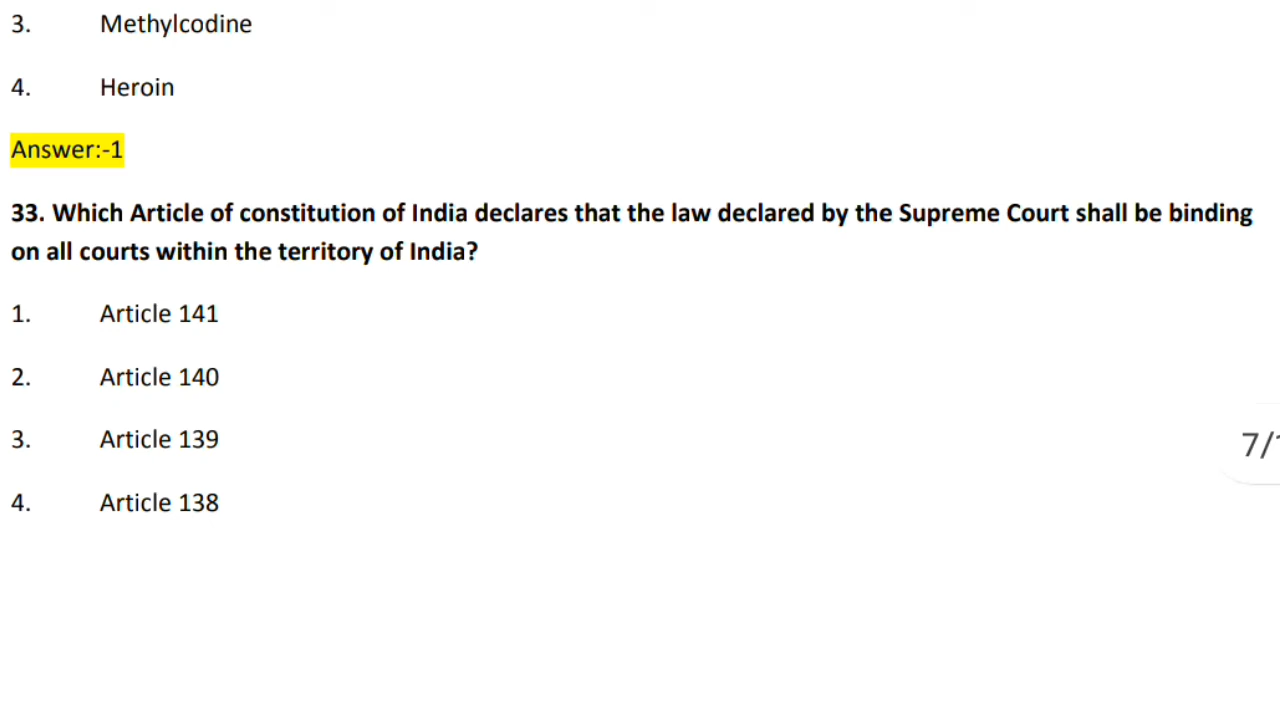 3. Methylcodine
4. Heroin
Answer:-1
33. Which Article of constitution of India declares that the law declared by the Supreme Court shall be binding
on all courts within the territory of India?
1. Article 141
2. Article 140
3. Article 139
7/
4. Article 138